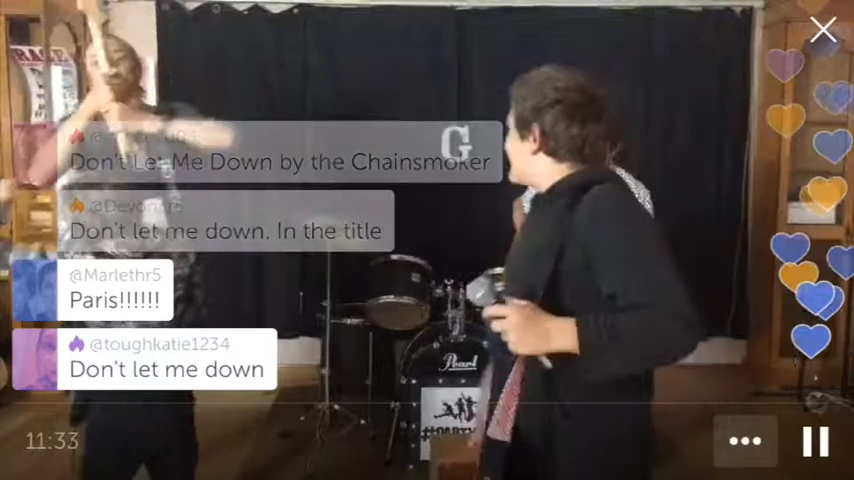 G
Don't Let Me Down by the Chainsmoker
Don't let me down. In the title
@Marlethr5
Paris!!!!!!
@toughkatie1234
Don't let me down
Pearl
11:33